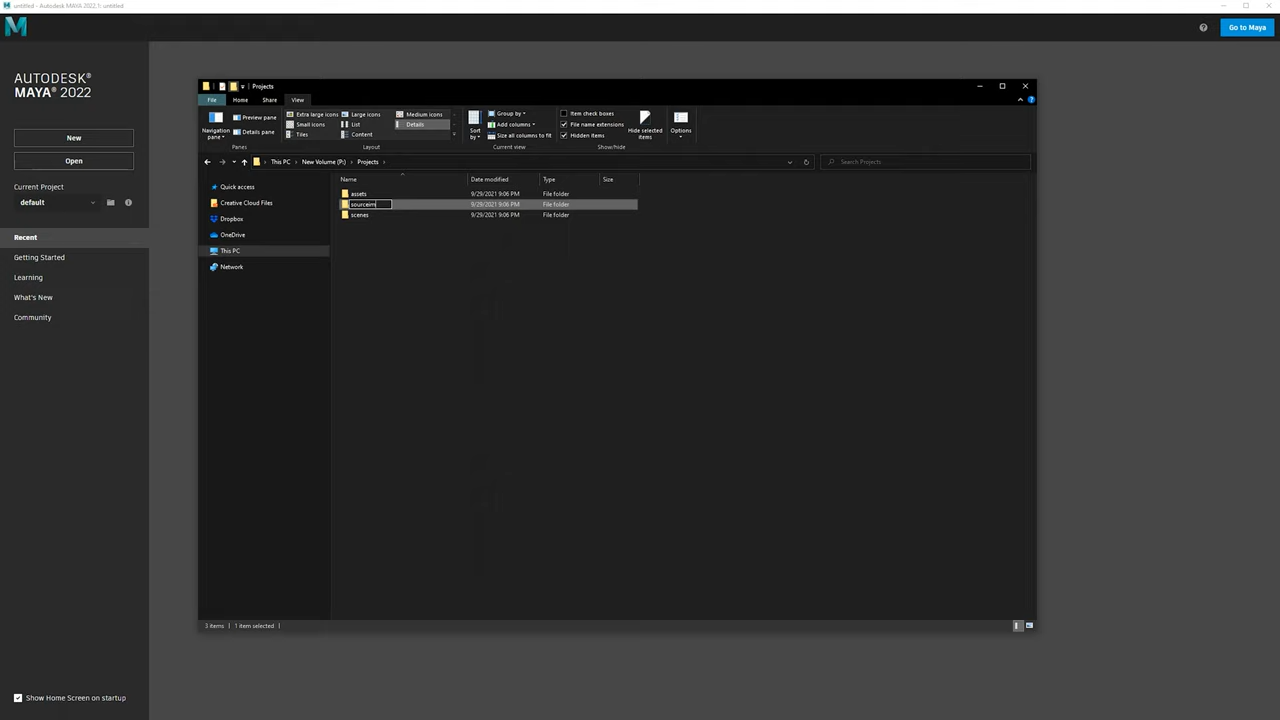 untitled - Autodesk MAYA 2022.1: untitled
M
Go to Maya
AUTODESK®
MAYA® 2022
New
Open
Current Project
default
Recent
Getting Started
Learning
What's New
Community
Show Home Screen on startup
Projects
File Home Share View
Navigation pane
Preview pane
Details pane
Panes
Extra large icons Large icons Medium icons
Small icons List Details
Tiles Content
Layout
Sort by
Group by
Add columns
Size all columns to fit
Current view
Item check boxes
File name extensions
Hidden items
Hide selected items
Show/hide
Options
This PC New Volume (P:) Projects
Search Projects
Quick access
Creative Cloud Files
Dropbox
OneDrive
This PC
Network
Name Date modified Type Size
assets 9/29/2021 9:06 PM File folder
sourceim 9/29/2021 9:06 PM File folder
scenes 9/29/2021 9:06 PM File folder
3 items 1 item selected